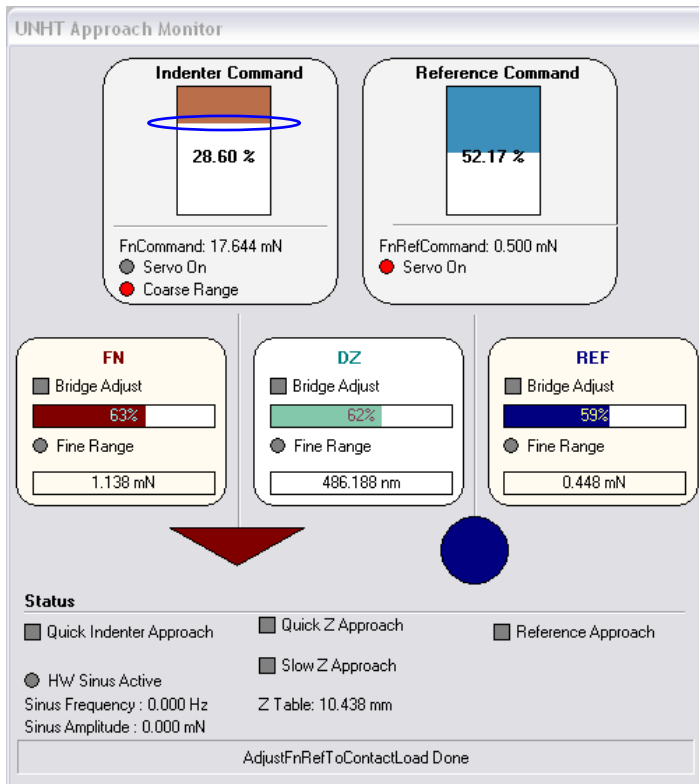 UNHT Approach Monitor
Indenter Command
28.60 %
FnCommand: 17.644 mN
Servo On
Coarse Range
Reference Command
52.17 %
FnRefCommand: 0.500 mN
Servo On
FN
Bridge Adjust
63%
Fine Range
1.138 mN
DZ
Bridge Adjust
62%
Fine Range
486.188 nm
REF
Bridge Adjust
59%
Fine Range
0.448 mN
Status
Quick Indenter Approach
HW Sinus Active
Sinus Frequency : 0.000 Hz
Sinus Amplitude : 0.000 mN
Quick Z Approach
Slow Z Approach
Z Table: 10.438 mm
Reference Approach
AdjustFnRefToContactLoad Done